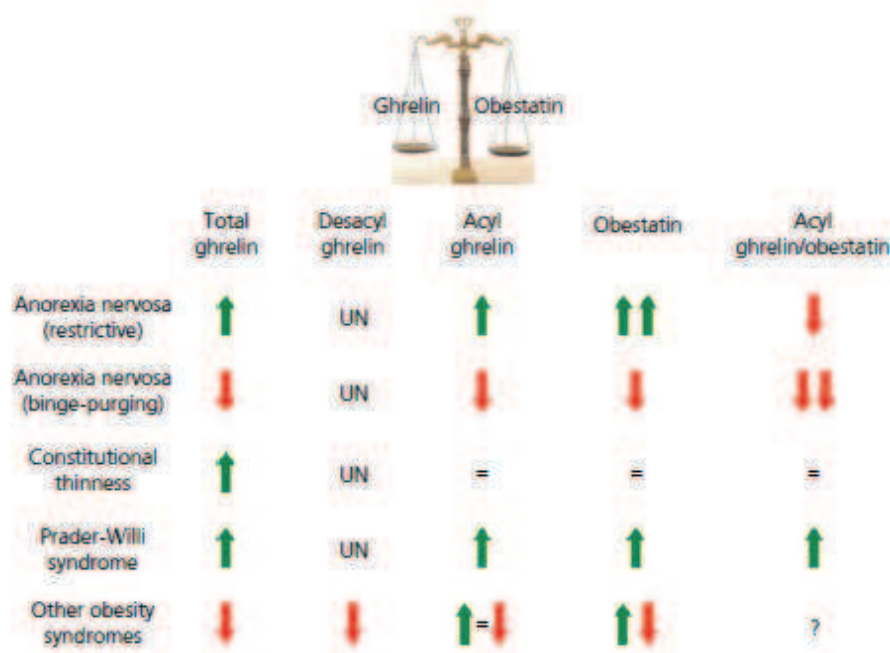 Ghrelin Obestatin
Total
ghrelin
Desacyl
ghrelin
Acyl
ghrelin
Obestatin
Acyl
ghrelin/obestatin
Anorexia nervosa
(restrictive)
UN
Anorexia nervosa
(binge-purging)
UN
Constitutional
thinness
UN
=
=
=
Prader-Willi
syndrome
UN
Other obesity
syndromes
=
?